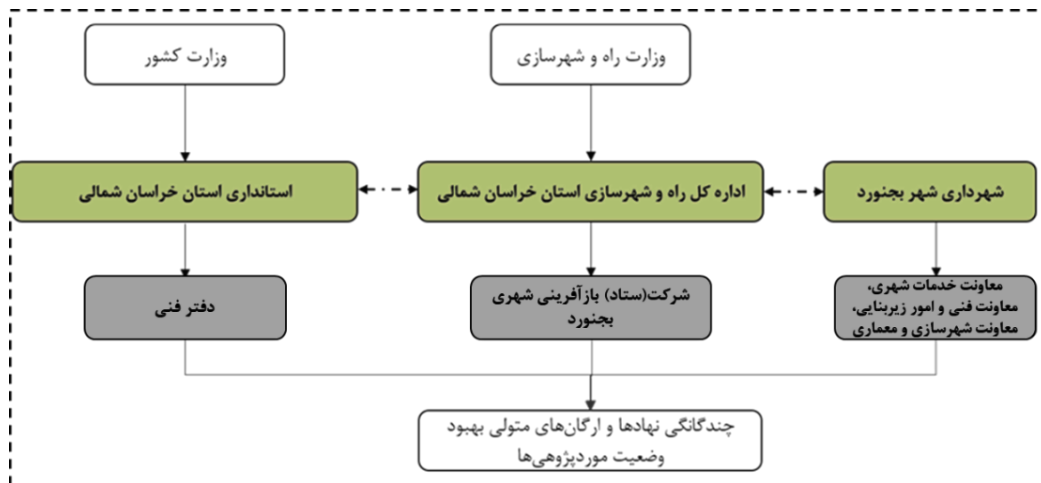 وزارت راه و شهرسازی
وزارت کشور
شهرداری شهر بجنورد
اداره کل راه و شهرسازی استان خراسان شمالی
استانداری استان خراسان شمالی
معاونت خدمات شهری،
معاونت فنی و امور زیربنایی،
معاونت شهرسازی و معماری
شرکت(ستاد) بازآفرینی شهری
بجنورد
دفتر فنی
چندگانگی نهادها و ارگان‌های متولی بهبود
وضعیت موردپژوهی‌ها